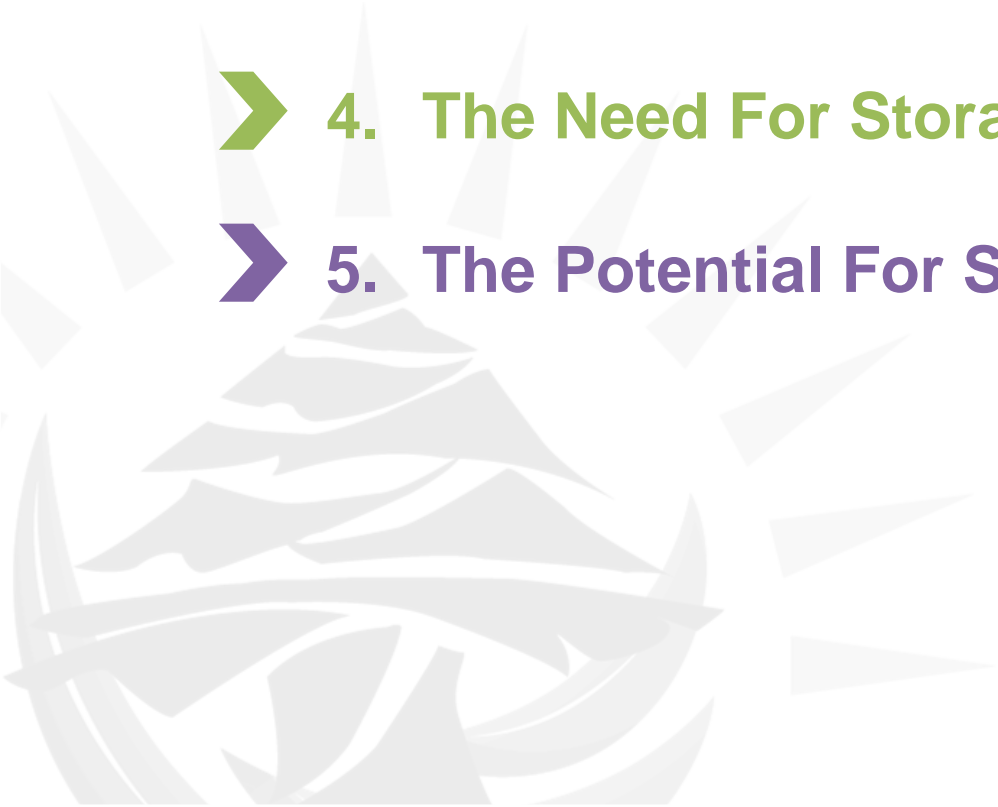 4. The Need For Stora
5. The Potential For S